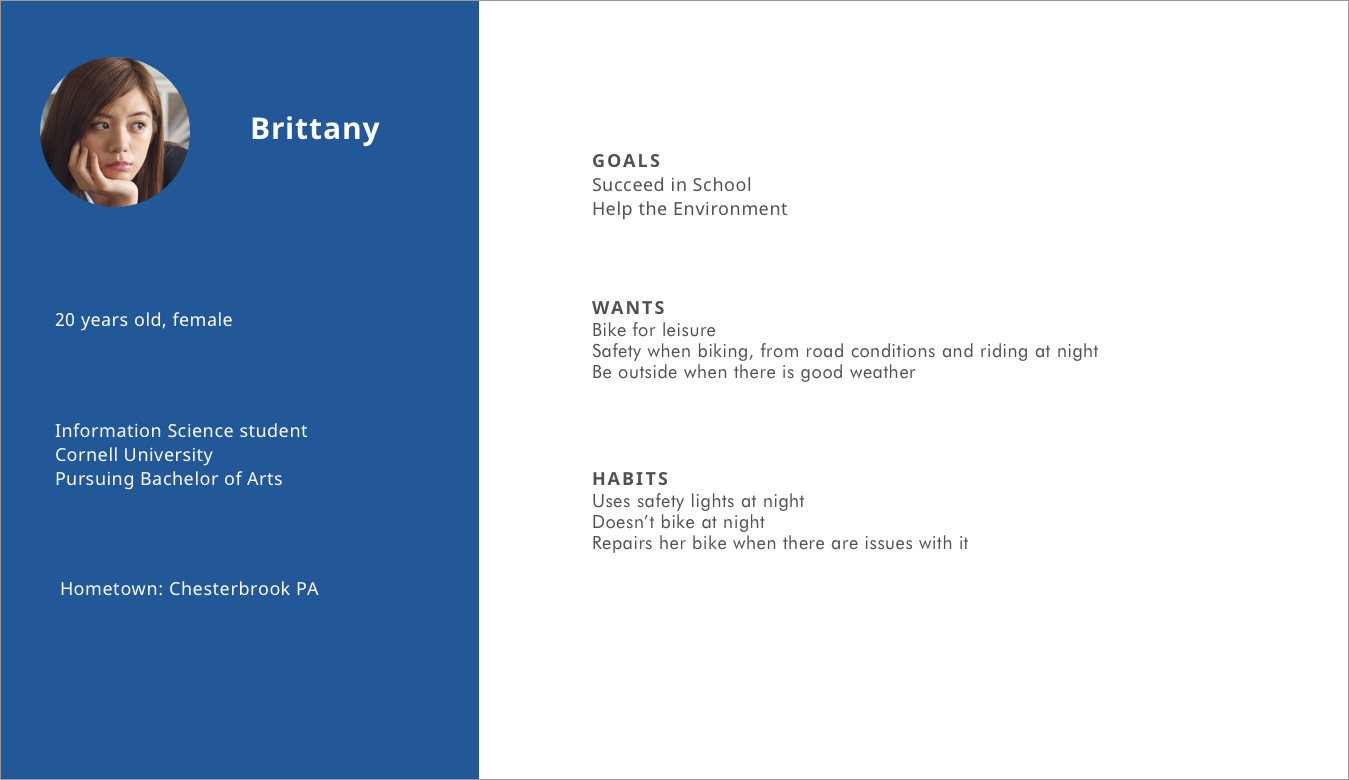 Brittany
20 years old, female
Information Science student
Cornell University
Pursuing Bachelor of Arts
Hometown: Chesterbrook PA
GOALS
Succeed in School
Help the Environment
WANTS
Bike for leisure
Safety when biking, from road conditions and riding at night
Be outside when there is good weather
HABITS
Uses safety lights at night
Doesn’t bike at night
Repairs her bike when there are issues with it